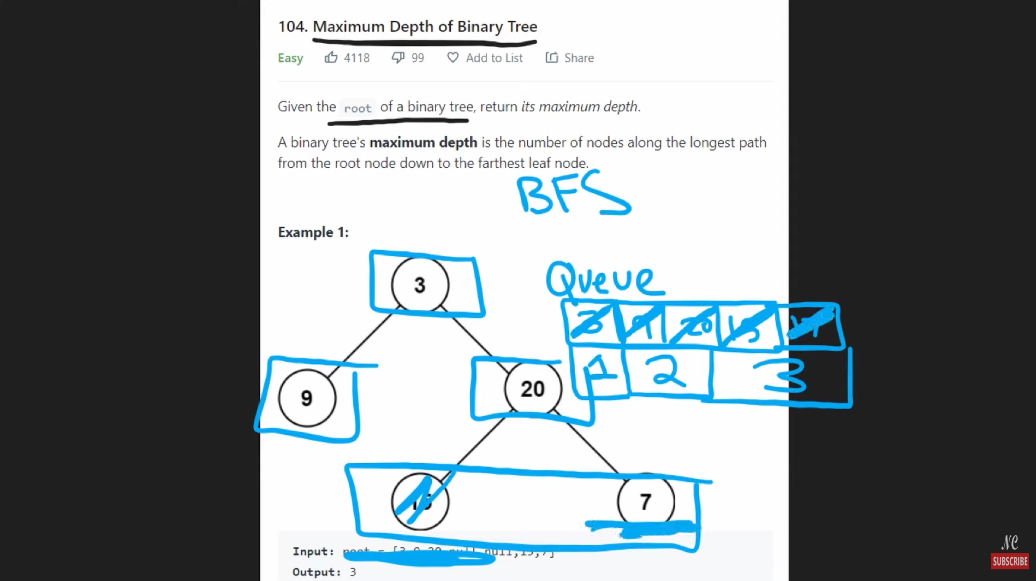 104. Maximum Depth of Binary Tree
Easy 4118 99 Add to List Share
Given the root of a binary tree, return its maximum depth.
A binary tree's maximum depth is the number of nodes along the longest path
from the root node down to the farthest leaf node.
BFS
Example 1:
Queue
3
3 9 20 15
1 2 3
9
20
7
Input: root = [3,9,20,null,null,15,7]
Output: 3
NC
SUBSCRIBE